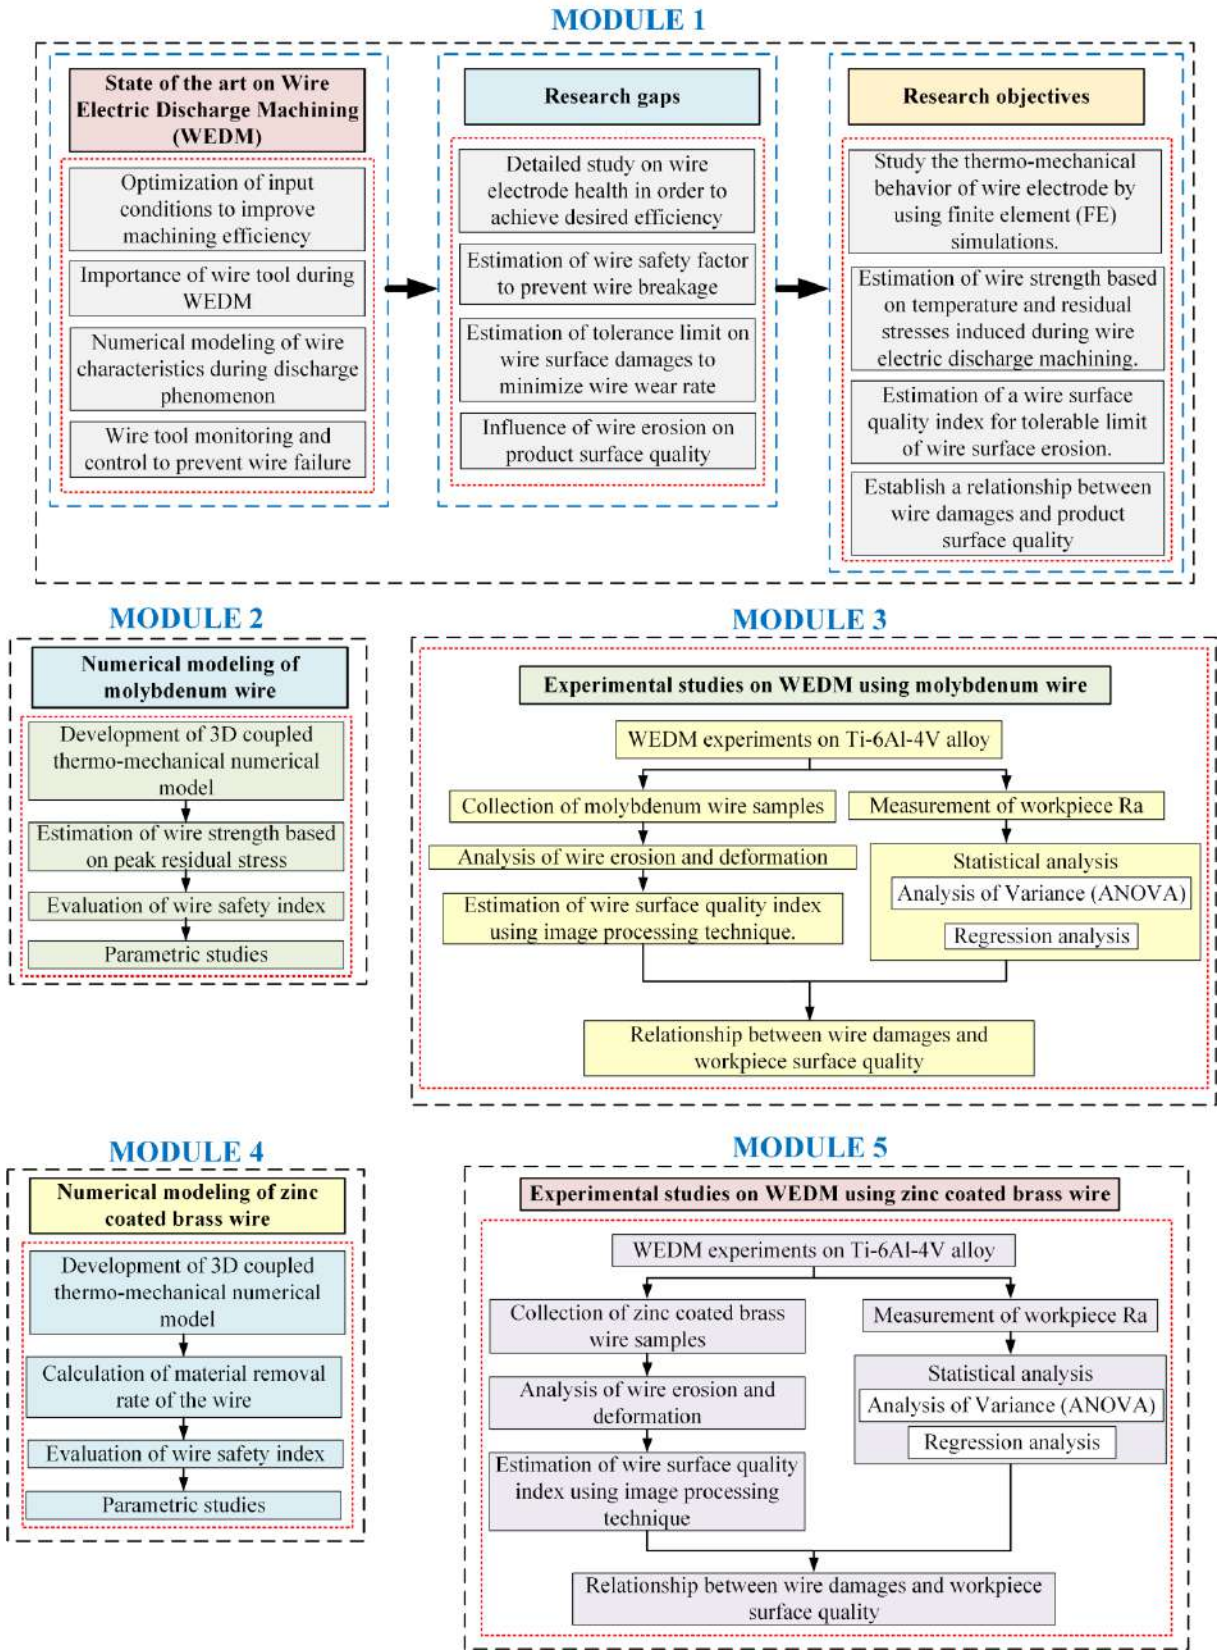 MODULE 1
State of the art on Wire
Electric Discharge Machining
(WEDM)
Optimization of input
conditions to improve
machining efficiency
Importance of wire tool during
WEDM
Numerical modeling of wire
characteristics during discharge
phenomenon
Wire tool monitoring and
control to prevent wire failure
Research gaps
Detailed study on wire
electrode health in order to
achieve desired efficiency
Estimation of wire safety factor
to prevent wire breakage
Estimation of tolerance limit on
wire surface damages to
minimize wire wear rate
Influence of wire erosion on
product surface quality
Research objectives
Study the thermo-mechanical
behavior of wire electrode by
using finite element (FE)
simulations.
Estimation of wire strength based
on temperature and residual
stresses induced during wire
electric discharge machining.
Estimation of a wire surface
quality index for tolerable limit
of wire surface erosion.
Establish a relationship between
wire damages and product
surface quality
MODULE 2
Numerical modeling of
molybdenum wire
Development of 3D coupled
thermo-mechanical numerical
model
Estimation of wire strength based
on peak residual stress
Evaluation of wire safety index
Parametric studies
MODULE 3
Experimental studies on WEDM using molybdenum wire
WEDM experiments on Ti-6Al-4V alloy
Collection of molybdenum wire samples
Analysis of wire erosion and deformation
Estimation of wire surface quality index
using image processing technique.
Measurement of workpiece Ra
Statistical analysis
Analysis of Variance (ANOVA)
Regression analysis
Relationship between wire damages and
workpiece surface quality
MODULE 4
Numerical modeling of zinc
coated brass wire
Development of 3D coupled
thermo-mechanical numerical
model
Calculation of material removal
rate of the wire
Evaluation of wire safety index
Parametric studies
MODULE 5
Experimental studies on WEDM using zinc coated brass wire
WEDM experiments on Ti-6Al-4V alloy
Collection of zinc coated brass
wire samples
Analysis of wire erosion and
deformation
Estimation of wire surface quality
index using image processing
technique
Measurement of workpiece Ra
Statistical analysis
Analysis of Variance (ANOVA)
Regression analysis
Relationship between wire damages and workpiece
surface quality